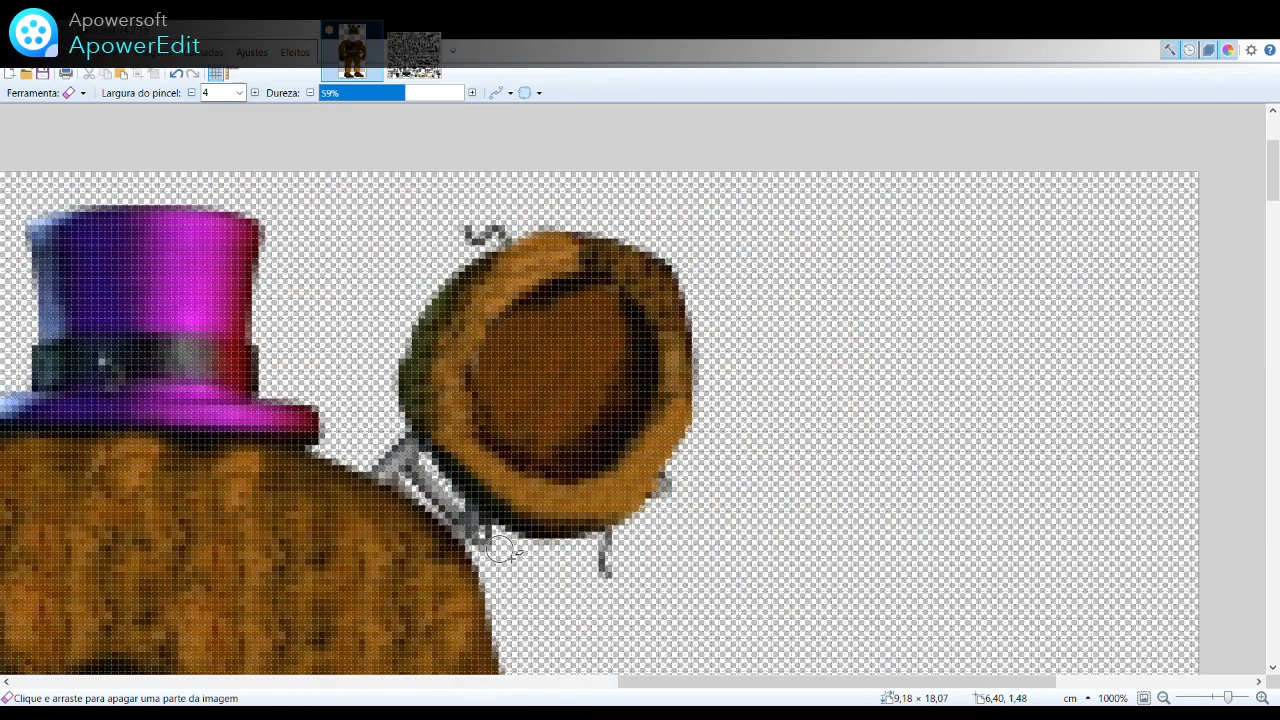 Apowersoft
ApowerEdit
Ajustes Efeitos
Ferramenta: Largura do pincel: 4 Dureza: 59%
Clique e arraste para apagar uma parte da imagem 9,18 × 18,07 6,40, 1,48 cm 1000%